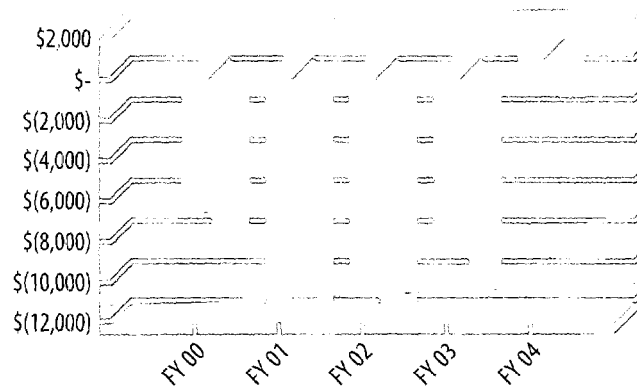 $2,000
$-
$(2,000)
$(4,000)
$(6,000)
$(8,000)
$(10,000)
$(12,000)
FY 00
FY 01
FY 02
FY 03
FY 04